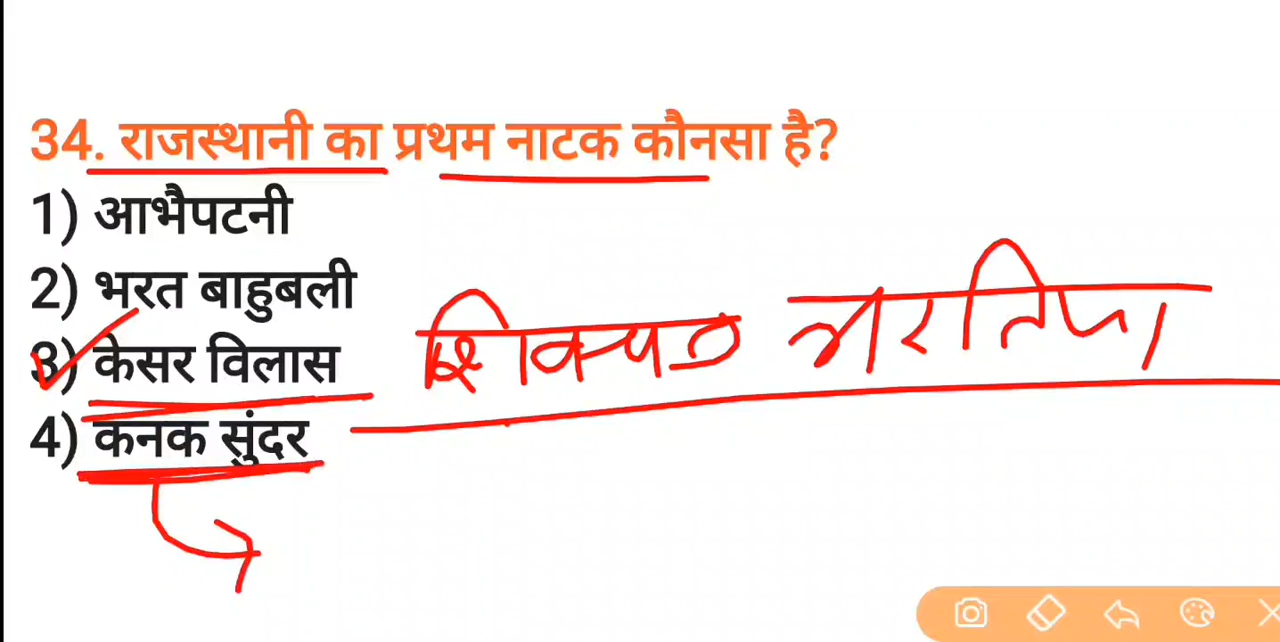 34. राजस्थानी का प्रथम नाटक कौनसा है?
1) आभैपटनी
2) भरत बाहुबली
3) केसर विलास
4) कनक सुंदर